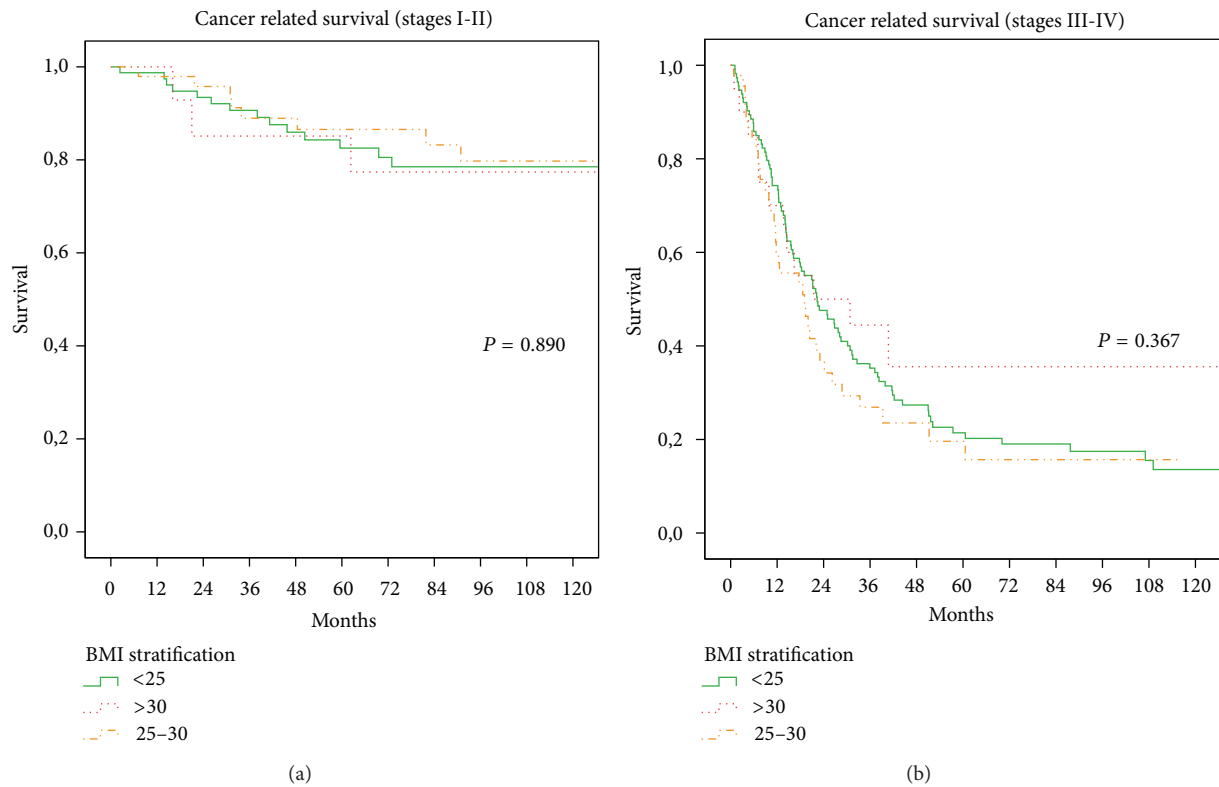 Cancer related survival (stages I-II)
1,0
0,8
0,6
0,4
0,2
0,0
Survival
P = 0.890
0 12 24 36 48 60 72 84 96 108 120
Months
BMI stratification
<25
>30
25–30
(a)
Cancer related survival (stages III-IV)
1,0
0,8
0,6
0,4
0,2
0,0
Survival
P = 0.367
0 12 24 36 48 60 72 84 96 108 120
Months
BMI stratification
<25
>30
25–30
(b)